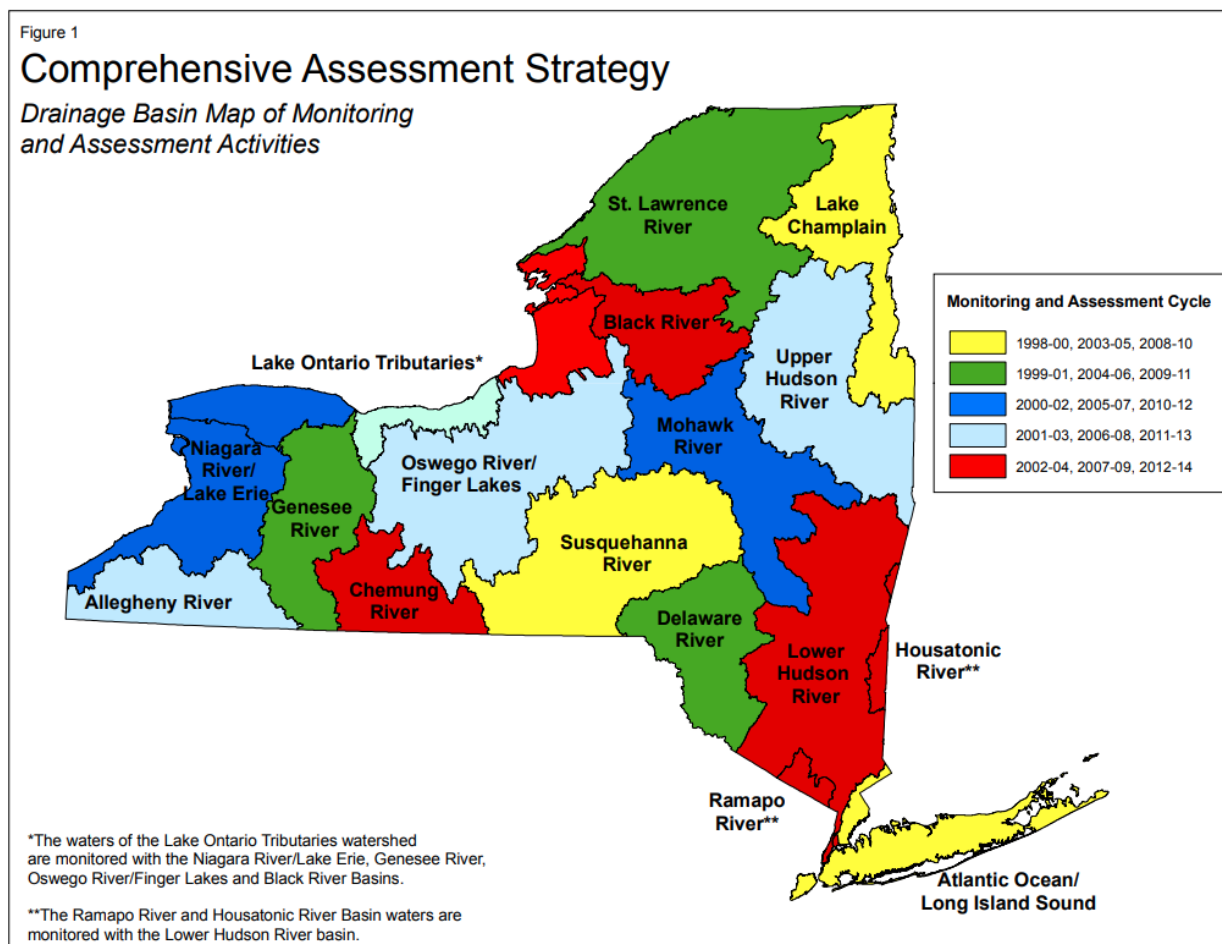 Figure 1
Comprehensive Assessment Strategy
Drainage Basin Map of Monitoring
and Assessment Activities
St. Lawrence
River
Lake
Champlain
Black River
Lake Ontario Tributaries*
Upper
Hudson
River
Niagara
River/
Lake Erie
Genesee
River
Oswego River/
Finger Lakes
Mohawk
River
Susquehanna
River
Allegheny River
Chemung
River
Delaware
River
Lower
Hudson
River
Housatonic
River**
Ramapo
River**
Atlantic Ocean/
Long Island Sound
Monitoring and Assessment Cycle
1998-00, 2003-05, 2008-10
1999-01, 2004-06, 2009-11
2000-02, 2005-07, 2010-12
2001-03, 2006-08, 2011-13
2002-04, 2007-09, 2012-14
*The waters of the Lake Ontario Tributaries watershed
are monitored with the Niagara River/Lake Erie, Genesee River,
Oswego River/Finger Lakes and Black River Basins.
**The Ramapo River and Housatonic River Basin waters are
monitored with the Lower Hudson River basin.